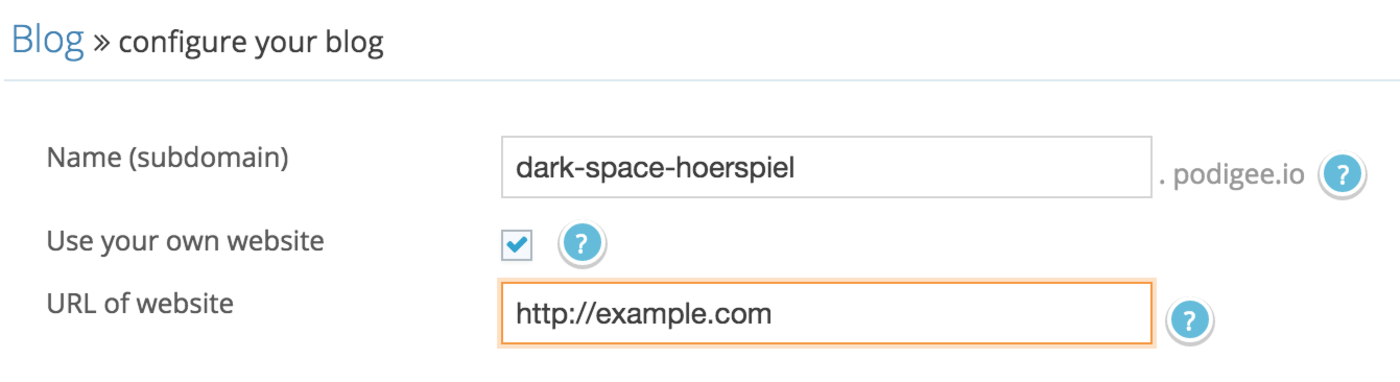 Blog » configure your blog
Name (subdomain) dark-space-hoerspiel . podigee.io ?
Use your own website ?
URL of website http://example.com ?